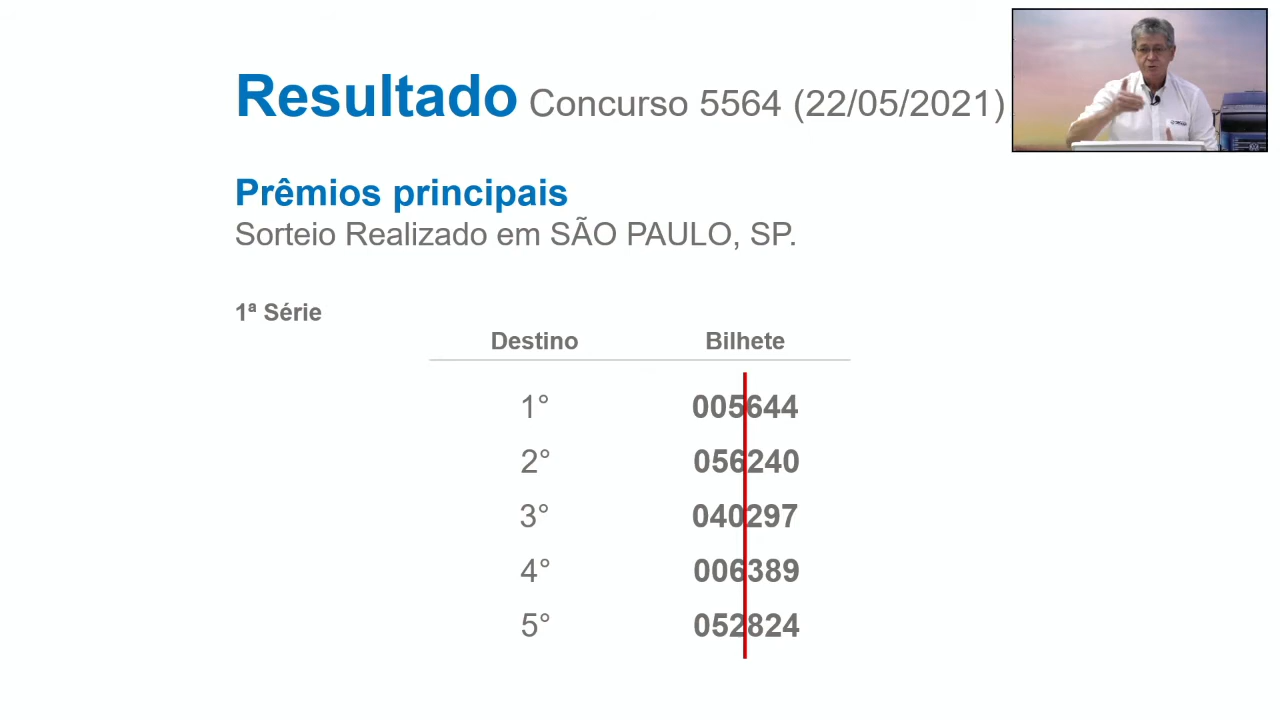 Resultado Concurso 5564 (22/05/2021)
Prêmios principais
Sorteio Realizado em SÃO PAULO, SP.
1ª Série
Destino Bilhete
1° 005644
2° 056240
3° 040297
4° 006389
5° 052824